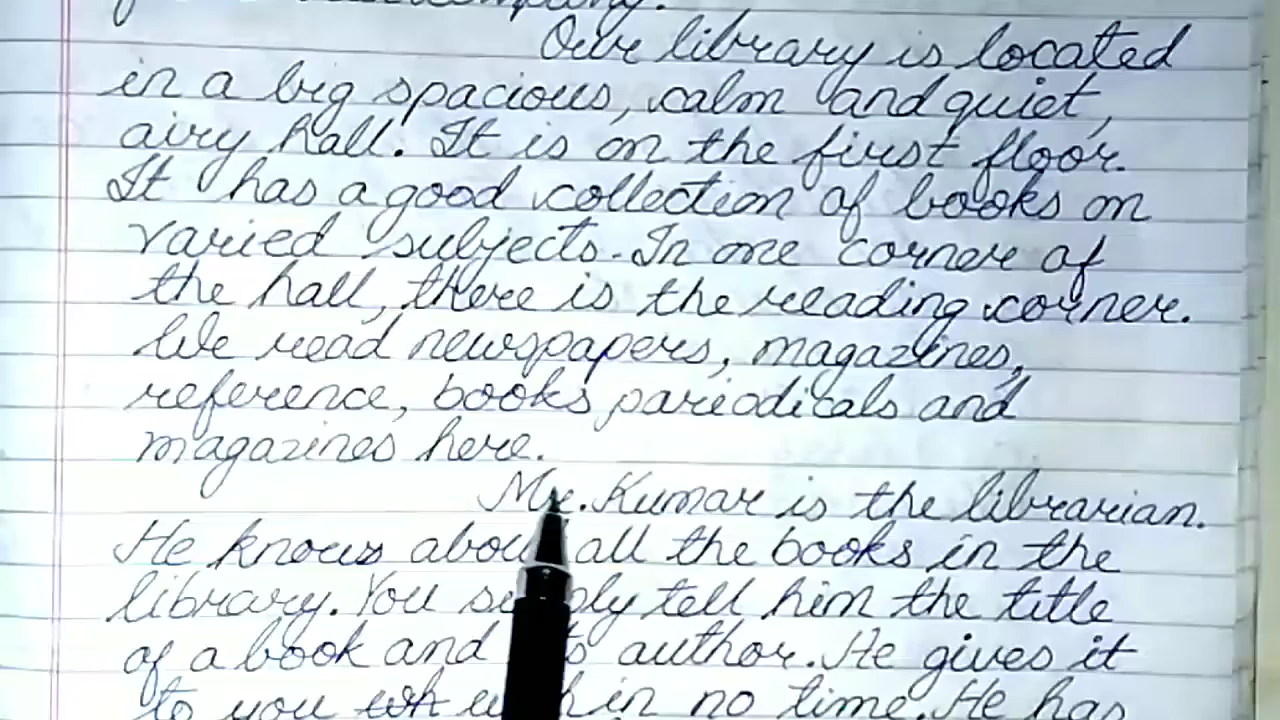 company.
Our library is located
in a big spacious, calm and quiet,
airy hall. It is on the first floor.
It has a good collection of books on
varied subjects. In one corner of
the hall, there is the reading corner.
We read newspapers, magazines,
reference, books pariodicals and
magazines here.
Mr. Kumar is the librarian.
He knows about all the books in the
library. You simply tell him the title
of a book and its author. He gives it
to you in no time. He has